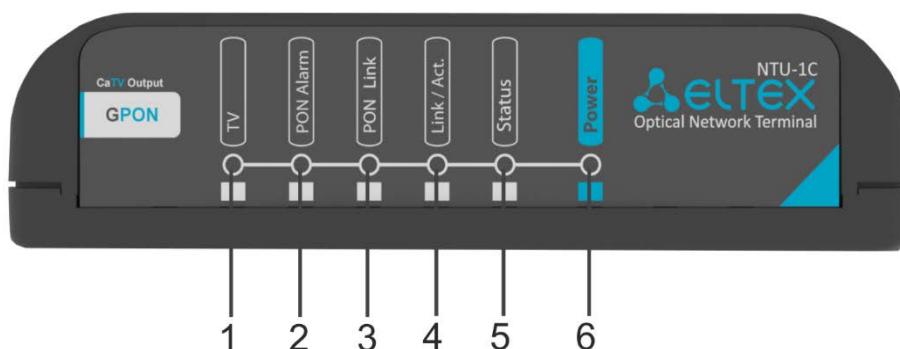 CaTV Output
GPON
TV
PON Alarm
PON Link
Link / Act.
Status
Power
NTU-1C
ELTEX
Optical Network Terminal
1 2 3 4 5 6